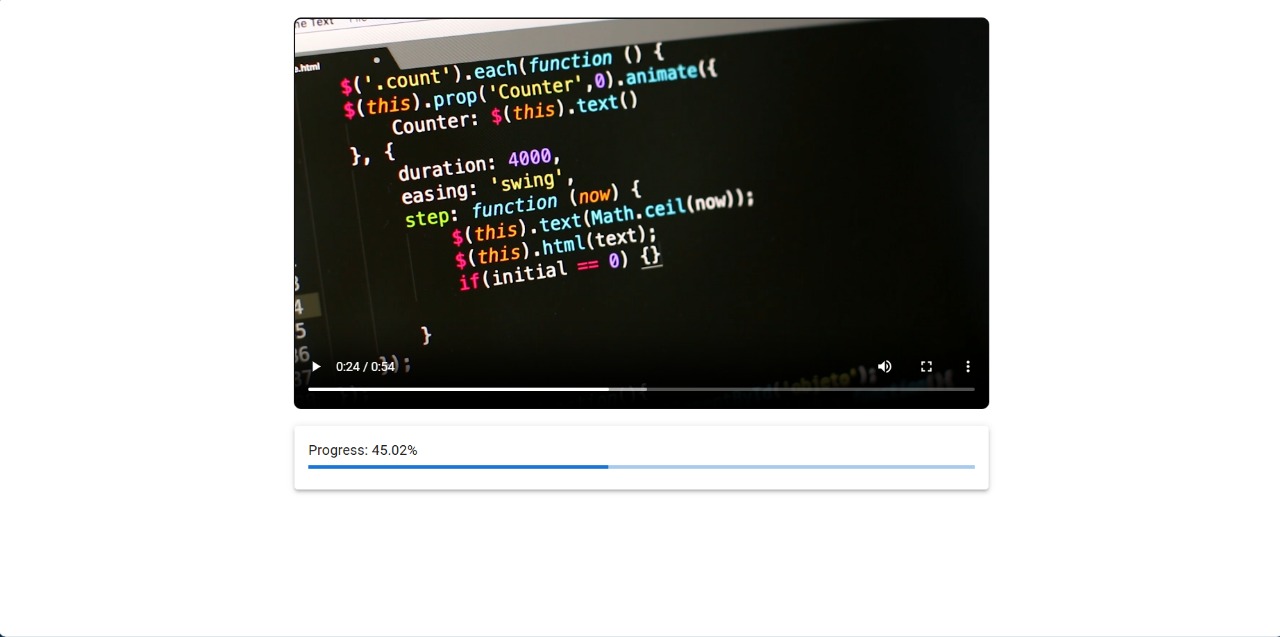 ne Text
e.html
$('.count').each(function () {
$(this).prop('Counter',0).animate({
Counter: $(this).text()
}, {
duration: 4000,
easing: 'swing',
step: function (now) {
$(this).text(Math.ceil(now));
$(this).html(text);
if(initial == 0) {}
4
5
}
36
});
37
0:24 / 0:54
Progress: 45.02%